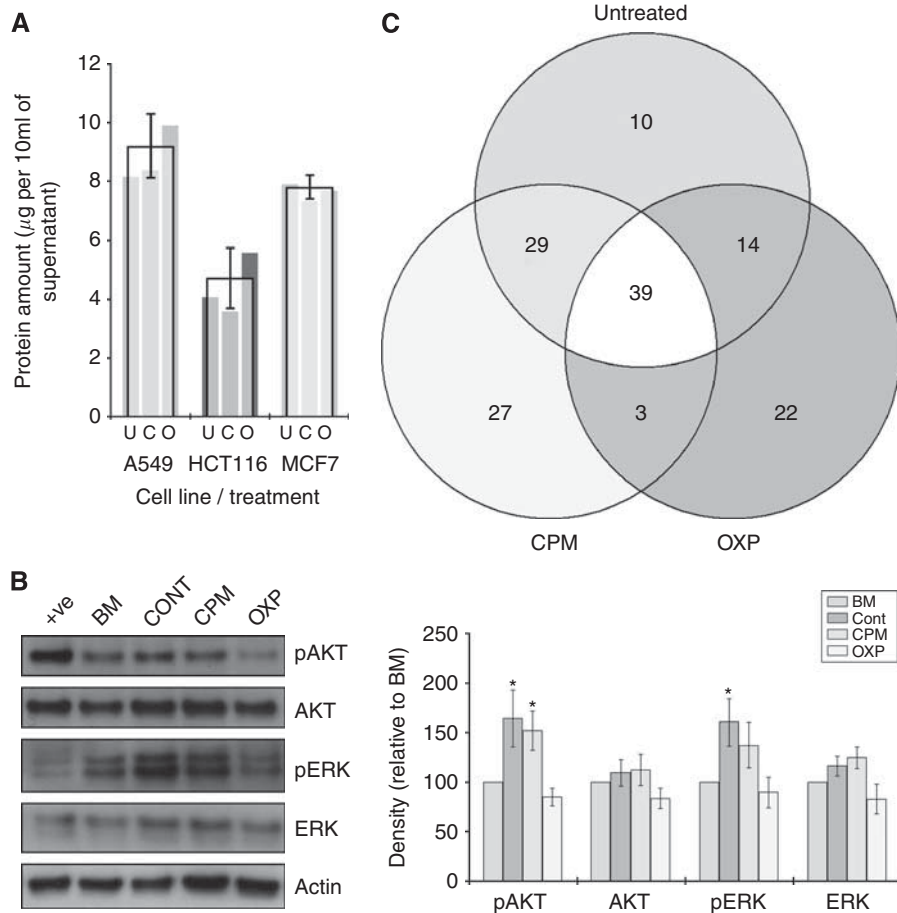 A
12
10
8
6
4
2
0
Protein amount (μg per 10ml of
supernatant)
U C O U C O U C O
A549 HCT116 MCF7
Cell line / treatment
C
Untreated
10
29
14
39
27
3
22
CPM
OXP
B
+ve BM CONT CPM OXP
pAKT
AKT
pERK
ERK
Actin
BM
Cont
CPM
OXP
250
200
150
100
50
0
Density (relative to BM)
* * *
pAKT AKT pERK ERK